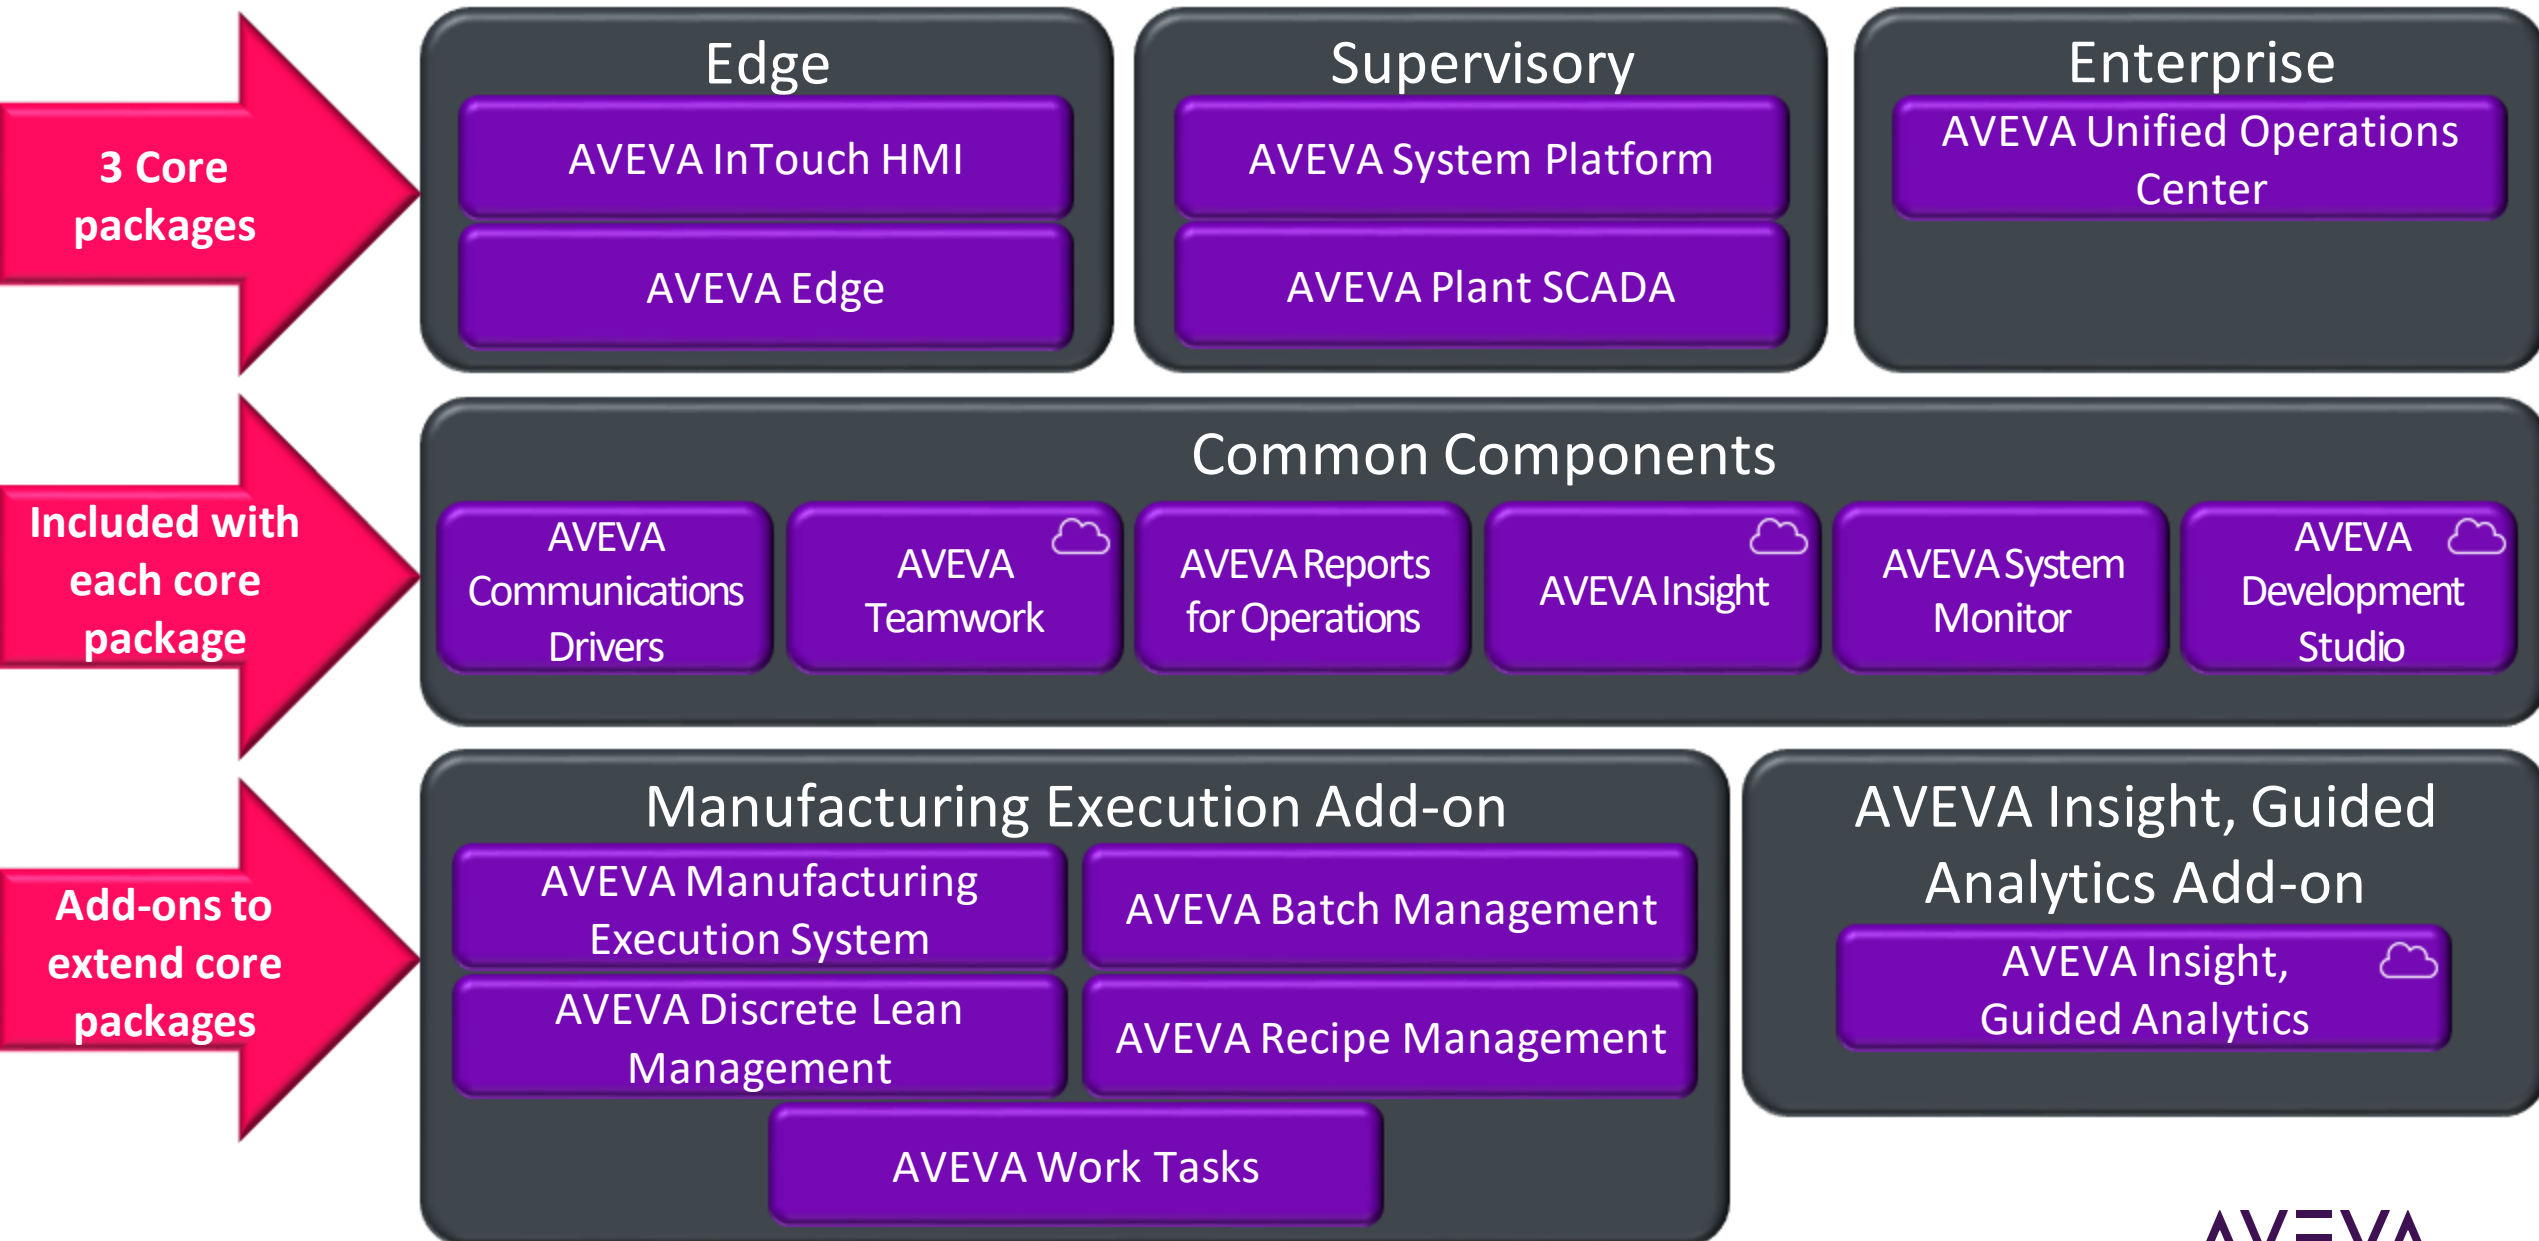 3 Core
packages
Edge
AVEVA InTouch HMI
AVEVA Edge
Supervisory
AVEVA System Platform
AVEVA Plant SCADA
Enterprise
AVEVA Unified Operations
Center
Included with
each core
package
Common Components
AVEVA
Communications
Drivers
AVEVA
Teamwork
AVEVA Reports
for Operations
AVEVA Insight
AVEVA System
Monitor
AVEVA
Development
Studio
Add-ons to
extend core
packages
Manufacturing Execution Add-on
AVEVA Manufacturing
Execution System
AVEVA Batch Management
AVEVA Discrete Lean
Management
AVEVA Recipe Management
AVEVA Work Tasks
AVEVA Insight, Guided
Analytics Add-on
AVEVA Insight,
Guided Analytics
AVEVA